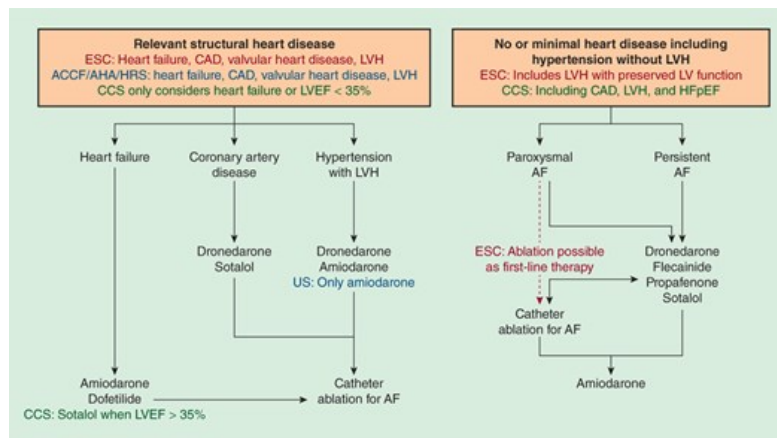 Relevant structural heart disease
ESC: Heart failure, CAD, valvular heart disease, LVH
ACCF/AHA/HRS: heart failure, CAD, valvular heart disease, LVH
CCS only considers heart failure or LVEF < 35%
No or minimal heart disease including
hypertension without LVH
ESC: Includes LVH with preserved LV function
CCS: Including CAD, LVH, and HFpEF
Heart failure
Coronary artery
disease
Hypertension
with LVH
Paroxysmal
AF
Persistent
AF
Dronedarone
Sotalol
Dronedarone
Amiodarone
US: Only amiodarone
ESC: Ablation possible
as first-line therapy
Dronedarone
Flecainide
Propafenone
Sotalol
Catheter
ablation for AF
Amiodarone
Dofetilide
CCS: Sotalol when LVEF > 35%
Catheter
ablation for AF
Amiodarone